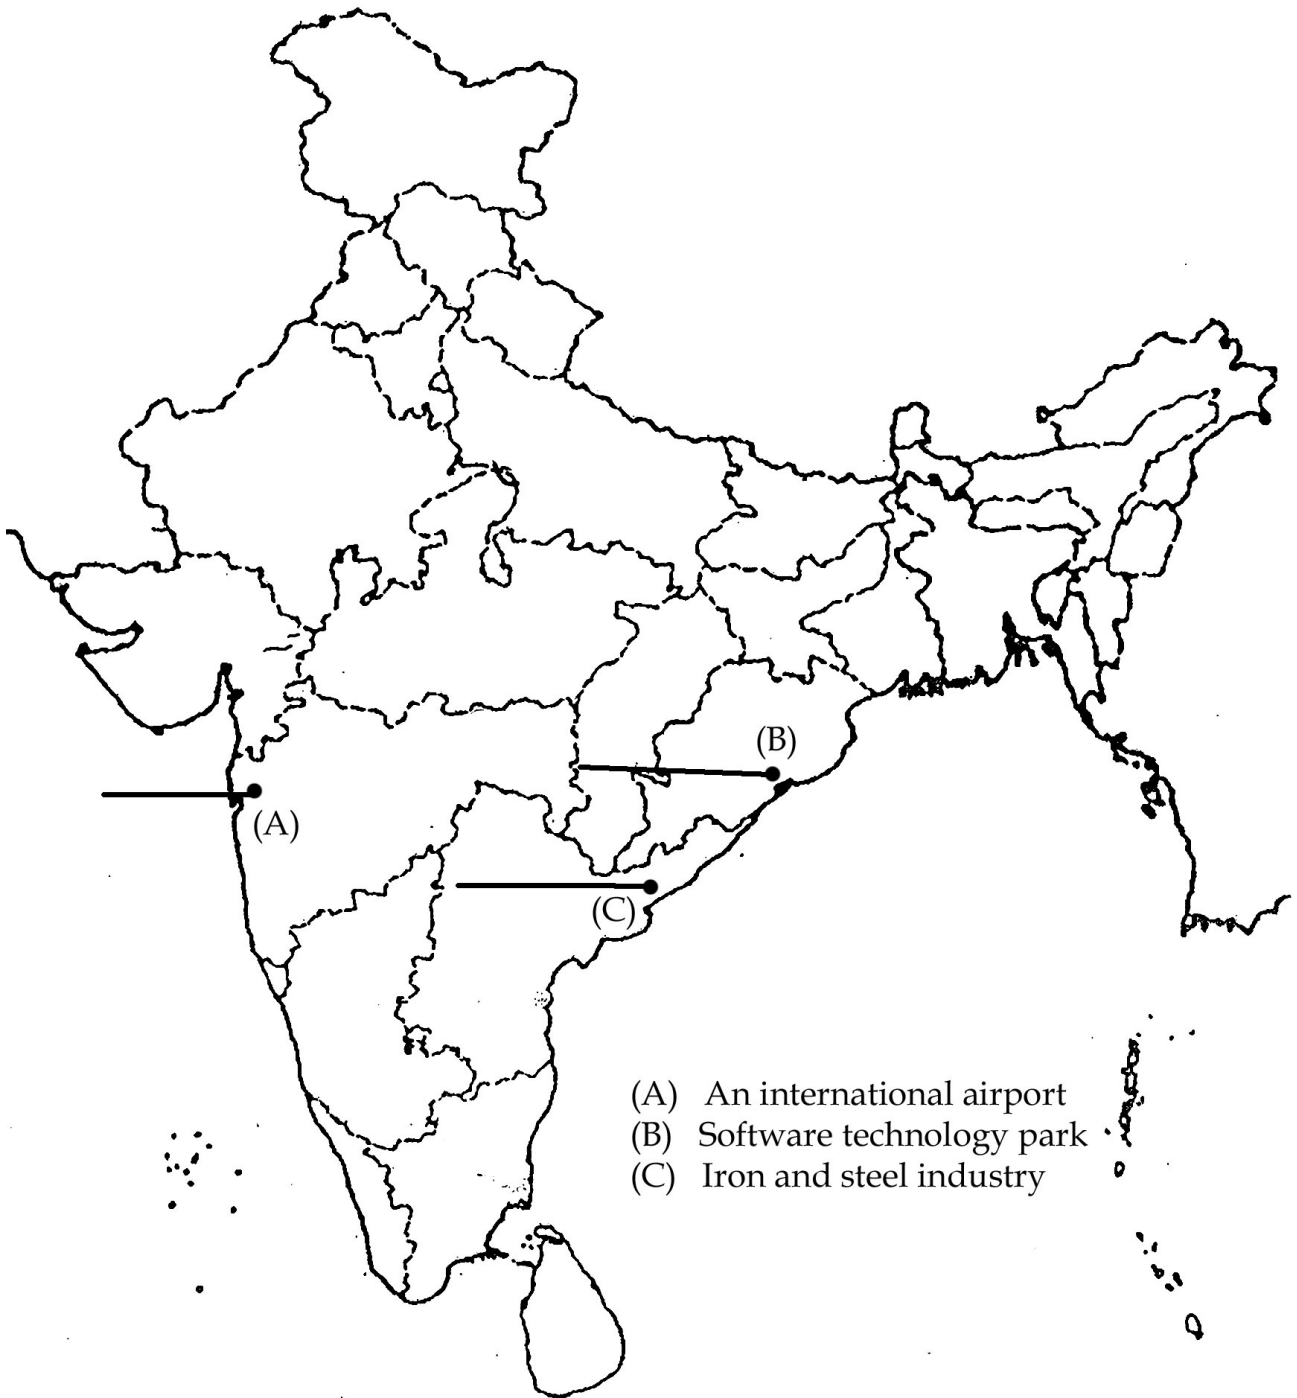 (B)
(A)
(C)
(A) An international airport
(B) Software technology park
(C) Iron and steel industry